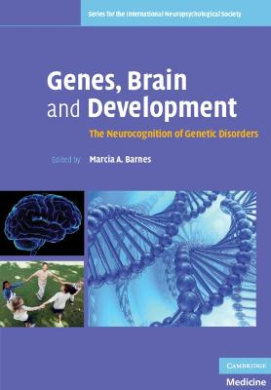 Series for the International Neuropsychological Society
Genes, Brain
and Development
The Neurocognition of Genetic Disorders
Edited by Marcia A. Barnes
CAMBRIDGE
Medicine